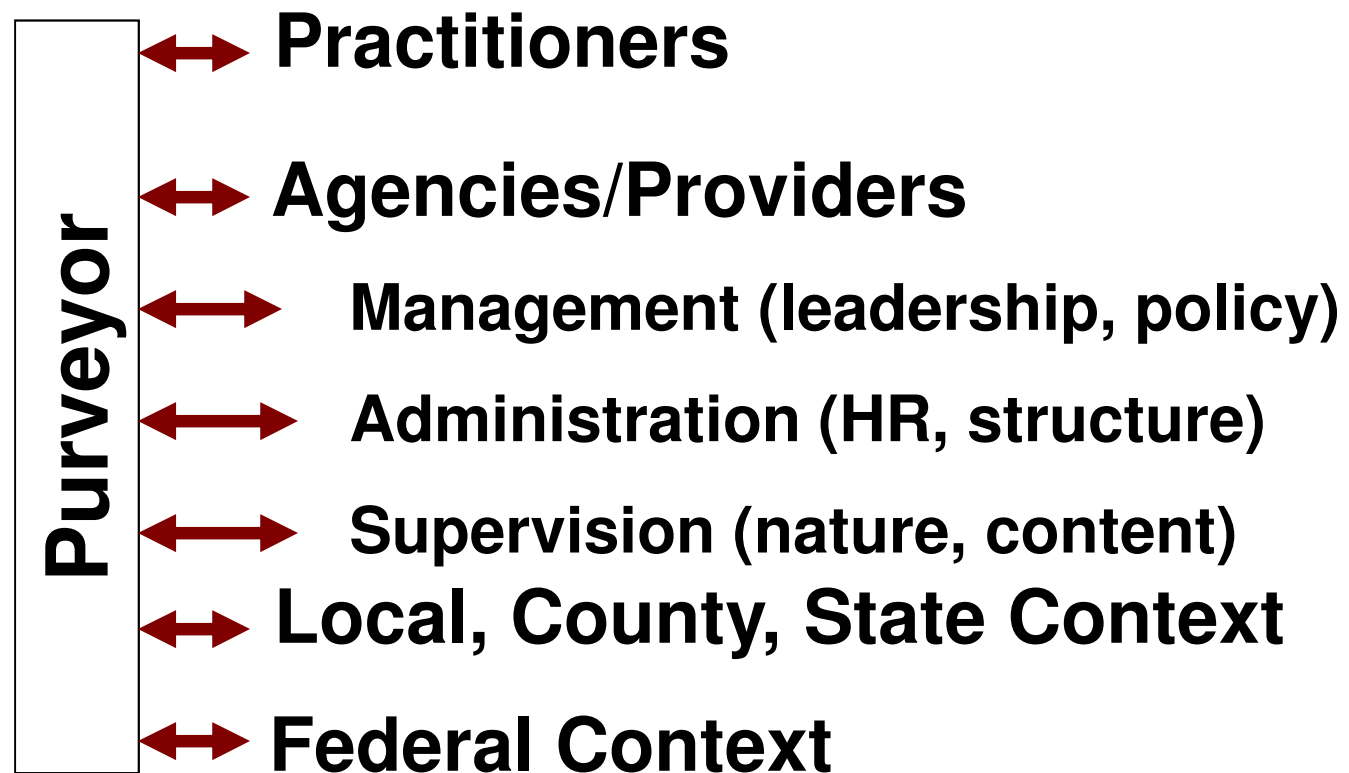 Purveyor
Practitioners
Agencies/Providers
Management (leadership, policy)
Administration (HR, structure)
Supervision (nature, content)
Local, County, State Context
Federal Context